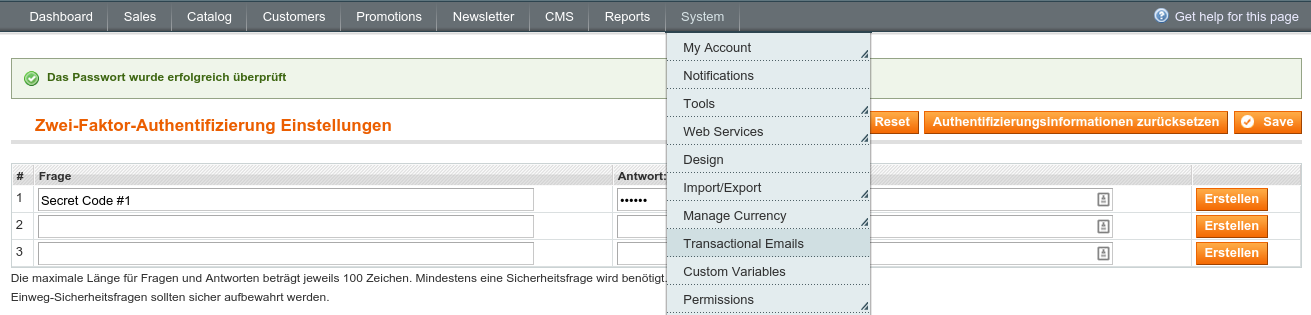 Dashboard Sales Catalog Customers Promotions Newsletter CMS Reports System Get help for this page
My Account
Notifications
Tools
Web Services
Design
Import/Export
Manage Currency
Transactional Emails
Custom Variables
Permissions
Das Passwort wurde erfolgreich überprüft
Zwei-Faktor-Authentifizierung Einstellungen
Reset Authentifizierungsinformationen zurücksetzen Save
# Frage Antwort:
1 Secret Code #1 •••••• Erstellen
2 Erstellen
3 Erstellen
Die maximale Länge für Fragen und Antworten beträgt jeweils 100 Zeichen. Mindestens eine Sicherheitsfrage wird benötigt.
Einweg-Sicherheitsfragen sollten sicher aufbewahrt werden.